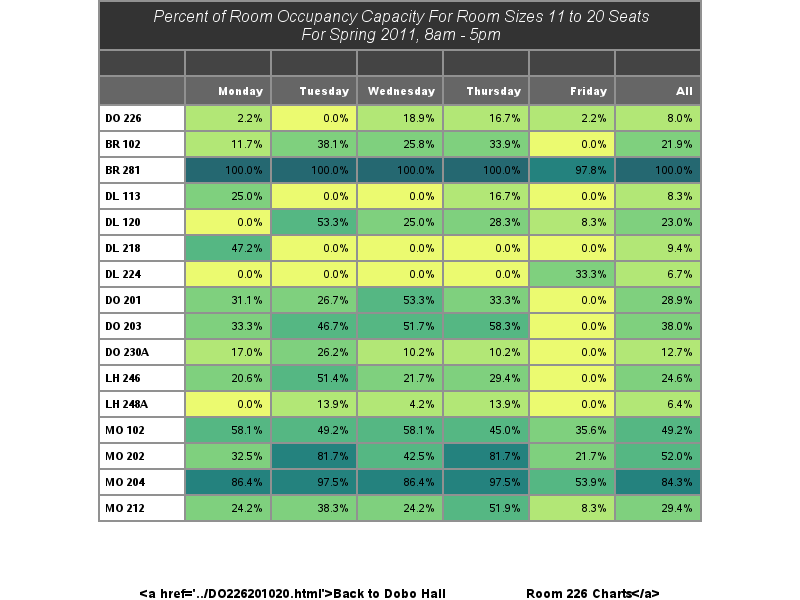 Percent of Room Occupancy Capacity For Room Sizes 11 to 20 Seats
For Spring 2011, 8am - 5pm
Monday Tuesday Wednesday Thursday Friday All
DO 226 2.2% 0.0% 18.9% 16.7% 2.2% 8.0%
BR 102 11.7% 38.1% 25.8% 33.9% 0.0% 21.9%
BR 281 100.0% 100.0% 100.0% 100.0% 97.8% 100.0%
DL 113 25.0% 0.0% 0.0% 16.7% 0.0% 8.3%
DL 120 0.0% 53.3% 25.0% 28.3% 8.3% 23.0%
DL 218 47.2% 0.0% 0.0% 0.0% 0.0% 9.4%
DL 224 0.0% 0.0% 0.0% 0.0% 33.3% 6.7%
DO 201 31.1% 26.7% 53.3% 33.3% 0.0% 28.9%
DO 203 33.3% 46.7% 51.7% 58.3% 0.0% 38.0%
DO 230A 17.0% 26.2% 10.2% 10.2% 0.0% 12.7%
LH 246 20.6% 51.4% 21.7% 29.4% 0.0% 24.6%
LH 248A 0.0% 13.9% 4.2% 13.9% 0.0% 6.4%
MO 102 58.1% 49.2% 58.1% 45.0% 35.6% 49.2%
MO 202 32.5% 81.7% 42.5% 81.7% 21.7% 52.0%
MO 204 86.4% 97.5% 86.4% 97.5% 53.9% 84.3%
MO 212 24.2% 38.3% 24.2% 51.9% 8.3% 29.4%
<a href='../DO226201020.html'>Back to Dobo Hall Room 226 Charts</a>